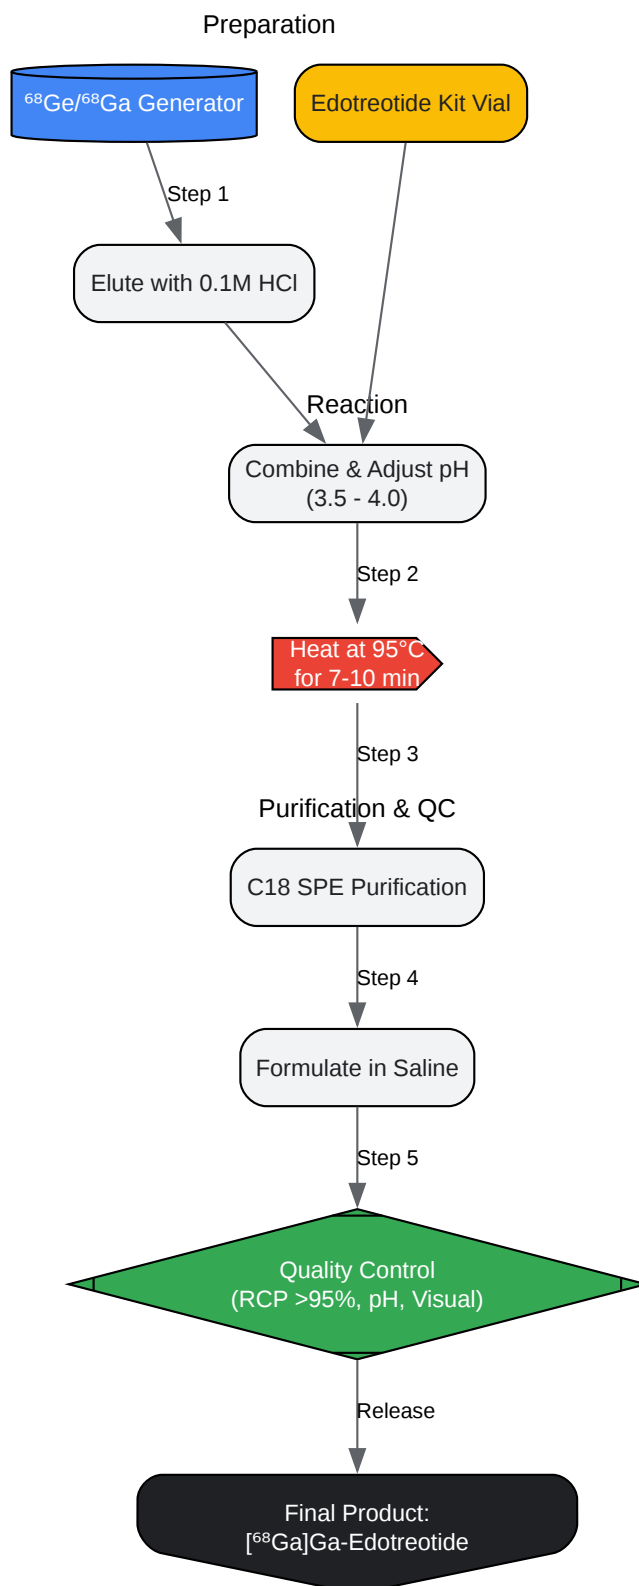 Preparation
⁶⁸Ge/⁶⁸Ga Generator
Edotreotide Kit Vial
Step 1
Elute with 0.1M HCl
Reaction
Combine & Adjust pH
(3.5 - 4.0)
Step 2
Heat at 95°C
for 7-10 min
Step 3
Purification & QC
C18 SPE Purification
Step 4
Formulate in Saline
Step 5
Quality Control
(RCP >95%, pH, Visual)
Release
Final Product:
[⁶⁸Ga]Ga-Edotreotide